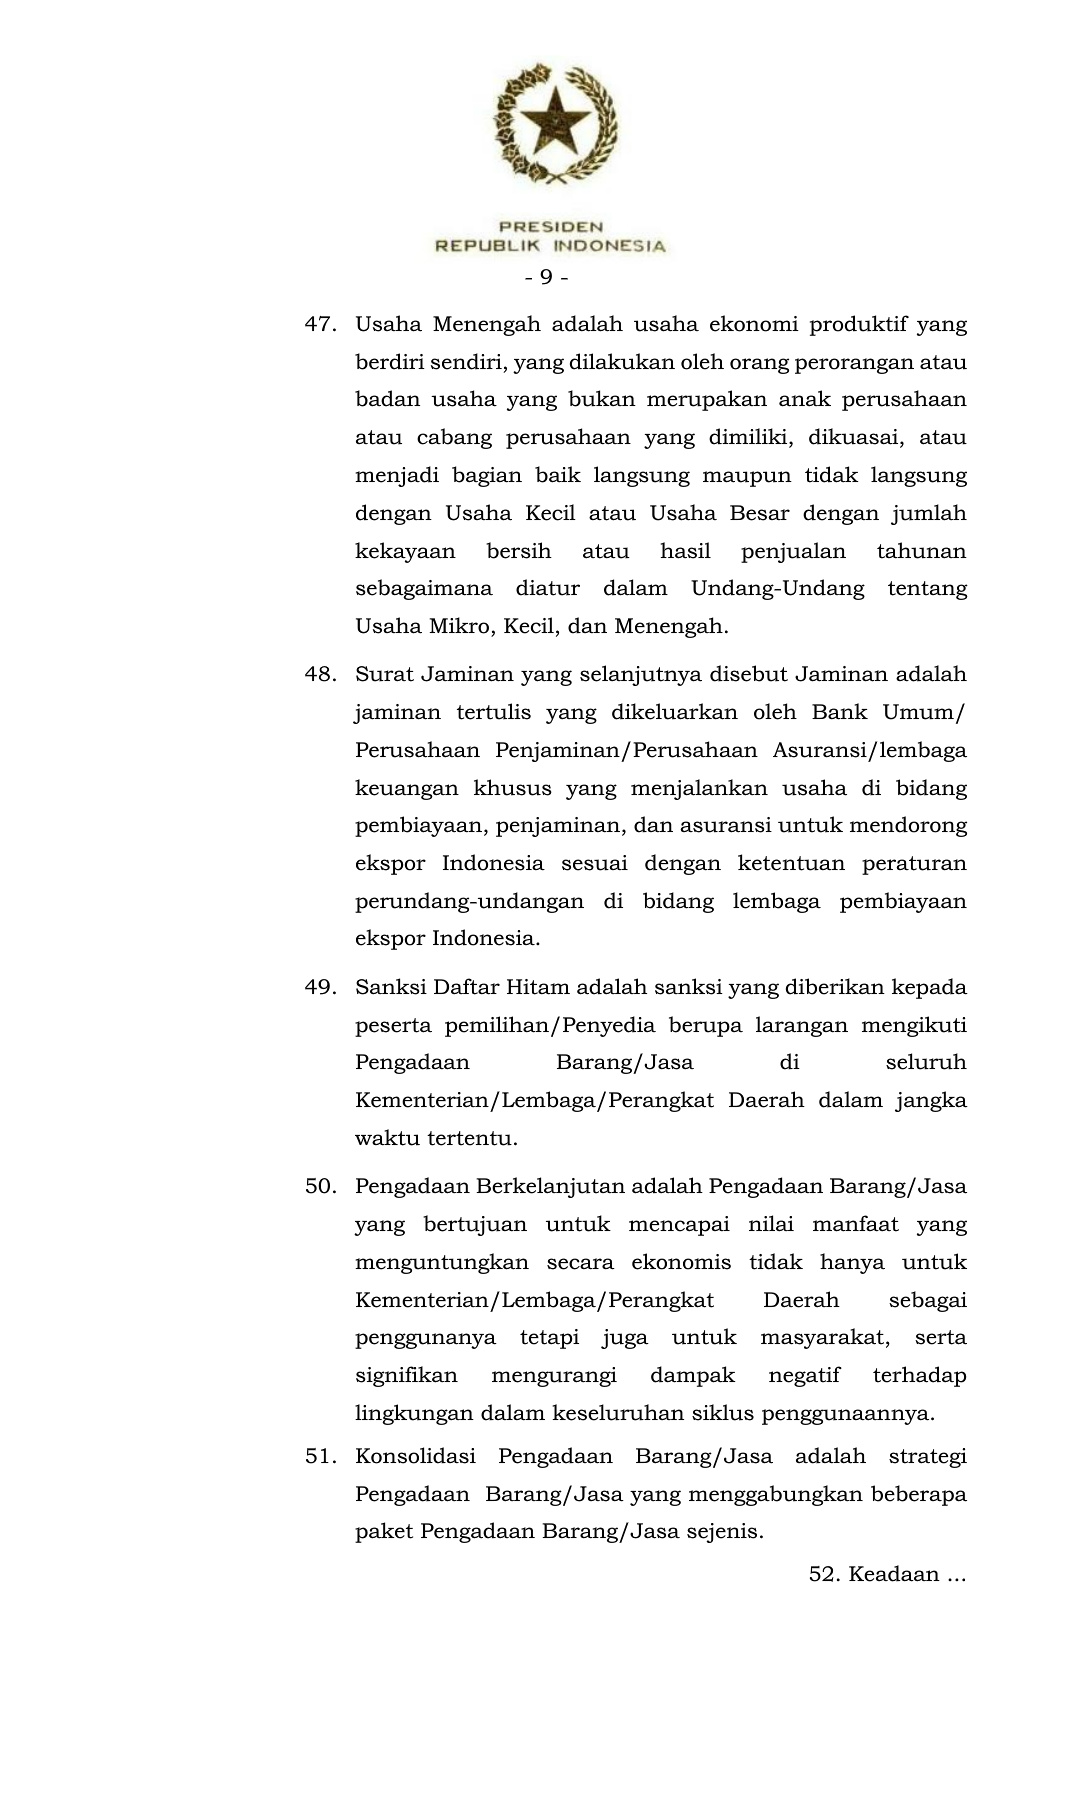 PRESIDEN
REPUBLIK INDONESIA
- 9 -
47. Usaha Menengah adalah usaha ekonomi produktif yang
berdiri sendiri, yang dilakukan oleh orang perorangan atau
badan usaha yang bukan merupakan anak perusahaan
atau cabang perusahaan yang dimiliki, dikuasai, atau
menjadi bagian baik langsung maupun tidak langsung
dengan Usaha Kecil atau Usaha Besar dengan jumlah
kekayaan bersih atau hasil penjualan tahunan
sebagaimana diatur dalam Undang-Undang tentang
Usaha Mikro, Kecil, dan Menengah.
48. Surat Jaminan yang selanjutnya disebut Jaminan adalah
jaminan tertulis yang dikeluarkan oleh Bank Umum/
Perusahaan Penjaminan/Perusahaan Asuransi/lembaga
keuangan khusus yang menjalankan usaha di bidang
pembiayaan, penjaminan, dan asuransi untuk mendorong
ekspor Indonesia sesuai dengan ketentuan peraturan
perundang-undangan di bidang lembaga pembiayaan
ekspor Indonesia.
49. Sanksi Daftar Hitam adalah sanksi yang diberikan kepada
peserta pemilihan/Penyedia berupa larangan mengikuti
Pengadaan Barang/Jasa di seluruh
Kementerian/Lembaga/Perangkat Daerah dalam jangka
waktu tertentu.
50. Pengadaan Berkelanjutan adalah Pengadaan Barang/Jasa
yang bertujuan untuk mencapai nilai manfaat yang
menguntungkan secara ekonomis tidak hanya untuk
Kementerian/Lembaga/Perangkat Daerah sebagai
penggunanya tetapi juga untuk masyarakat, serta
signifikan mengurangi dampak negatif terhadap
lingkungan dalam keseluruhan siklus penggunaannya.
51. Konsolidasi Pengadaan Barang/Jasa adalah strategi
Pengadaan Barang/Jasa yang menggabungkan beberapa
paket Pengadaan Barang/Jasa sejenis.
52. Keadaan ...